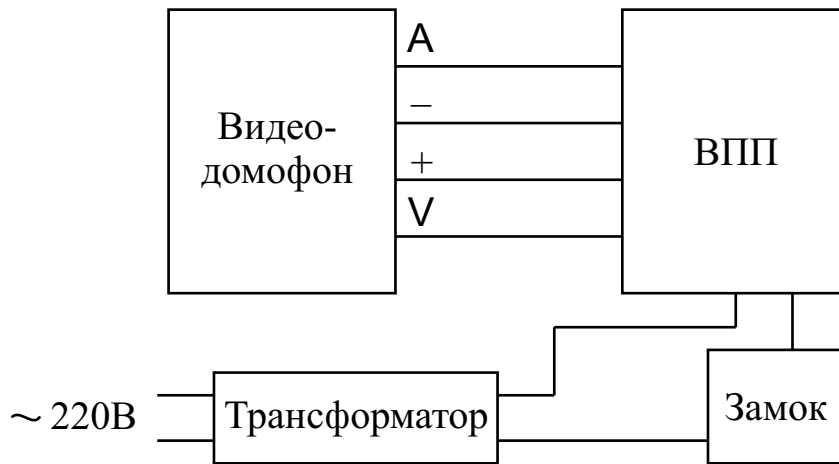 A
–
+
V
Видео-
домофон
ВПП
~ 220В
Трансформатор
Замок